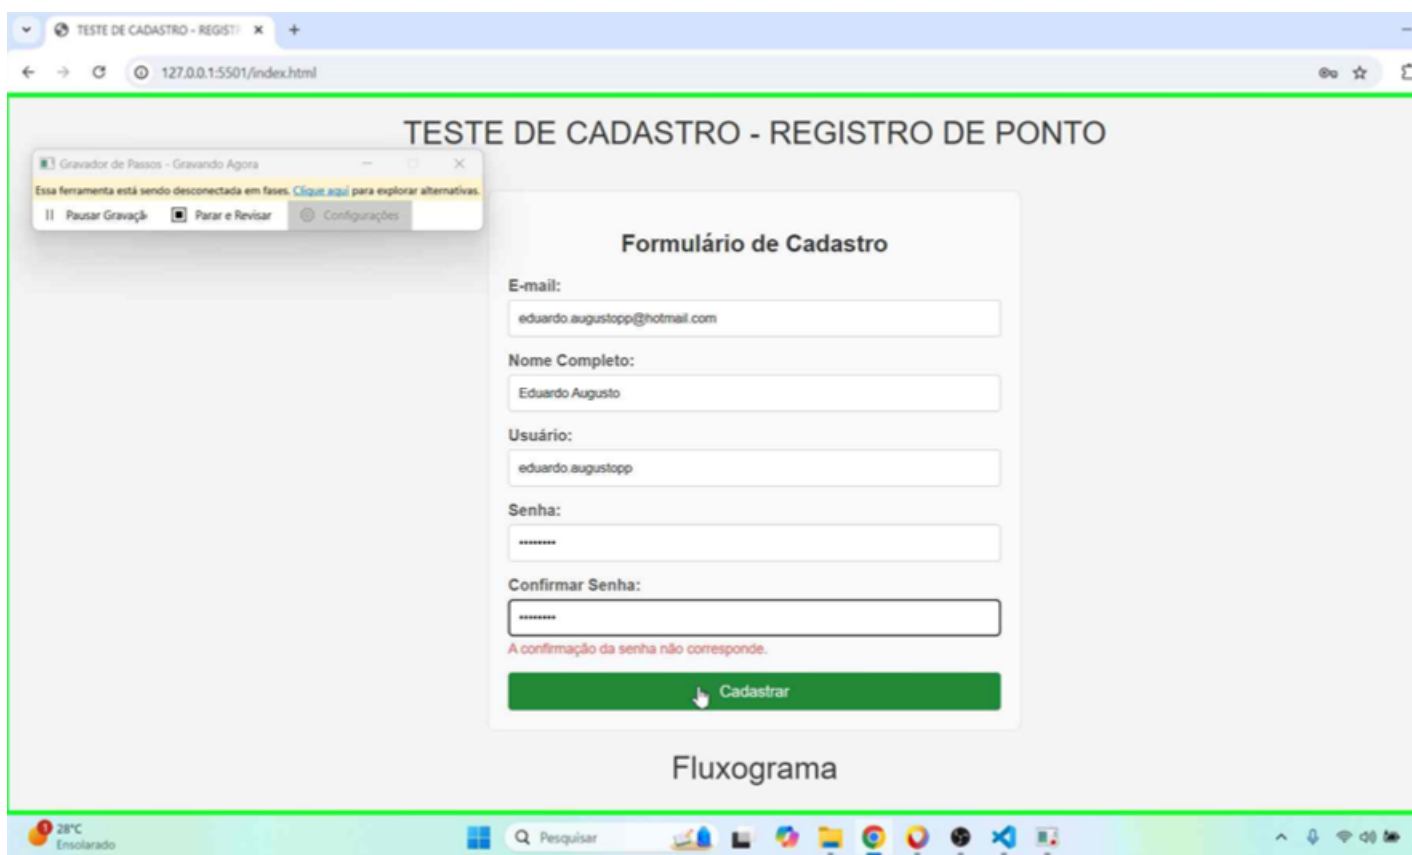 TESTE DE CADASTRO - REGISTR
127.0.0.1:5501/index.html
TESTE DE CADASTRO - REGISTRO DE PONTO
Gravador de Passos - Gravando Agora
Essa ferramenta está sendo desconectada em fases. Clique aqui para explorar alternativas.
Pausar Gravaçã Parar e Revisar Configurações
Formulário de Cadastro
E-mail:
eduardo.augustopp@hotmail.com
Nome Completo:
Eduardo Augusto
Usuário:
eduardo.augustopp
Senha:
••••••••
Confirmar Senha:
••••••••
A confirmação da senha não corresponde.
Cadastrar
Fluxograma
1
28°C
Ensolarado
Pesquisar